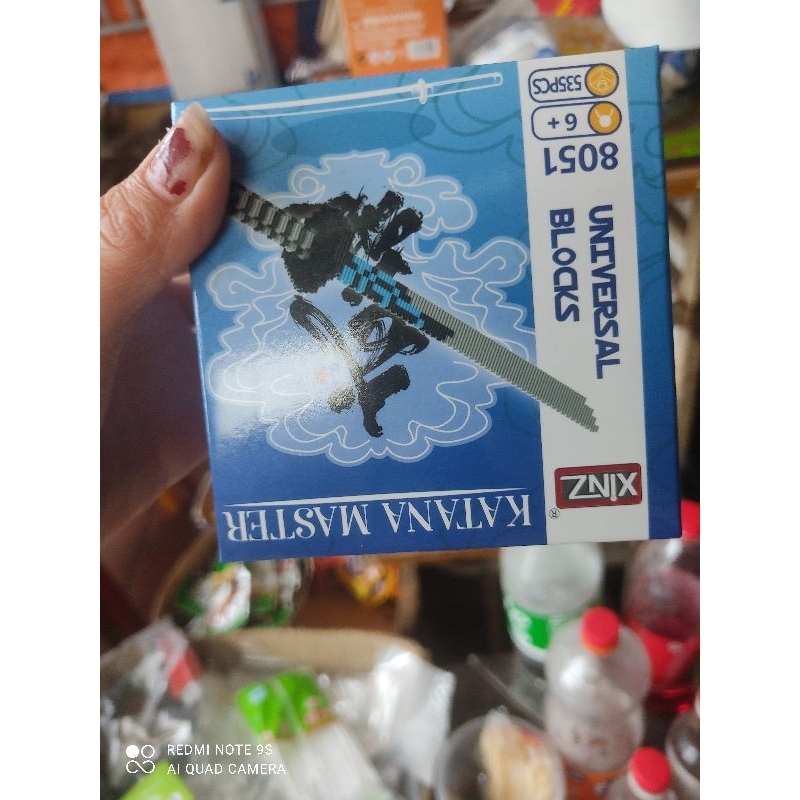 KATANA MASTER
XINZ
®
UNIVERSAL
BLOCKS
8051
6+
535PCS
REDMI NOTE 9S
AI QUAD CAMERA